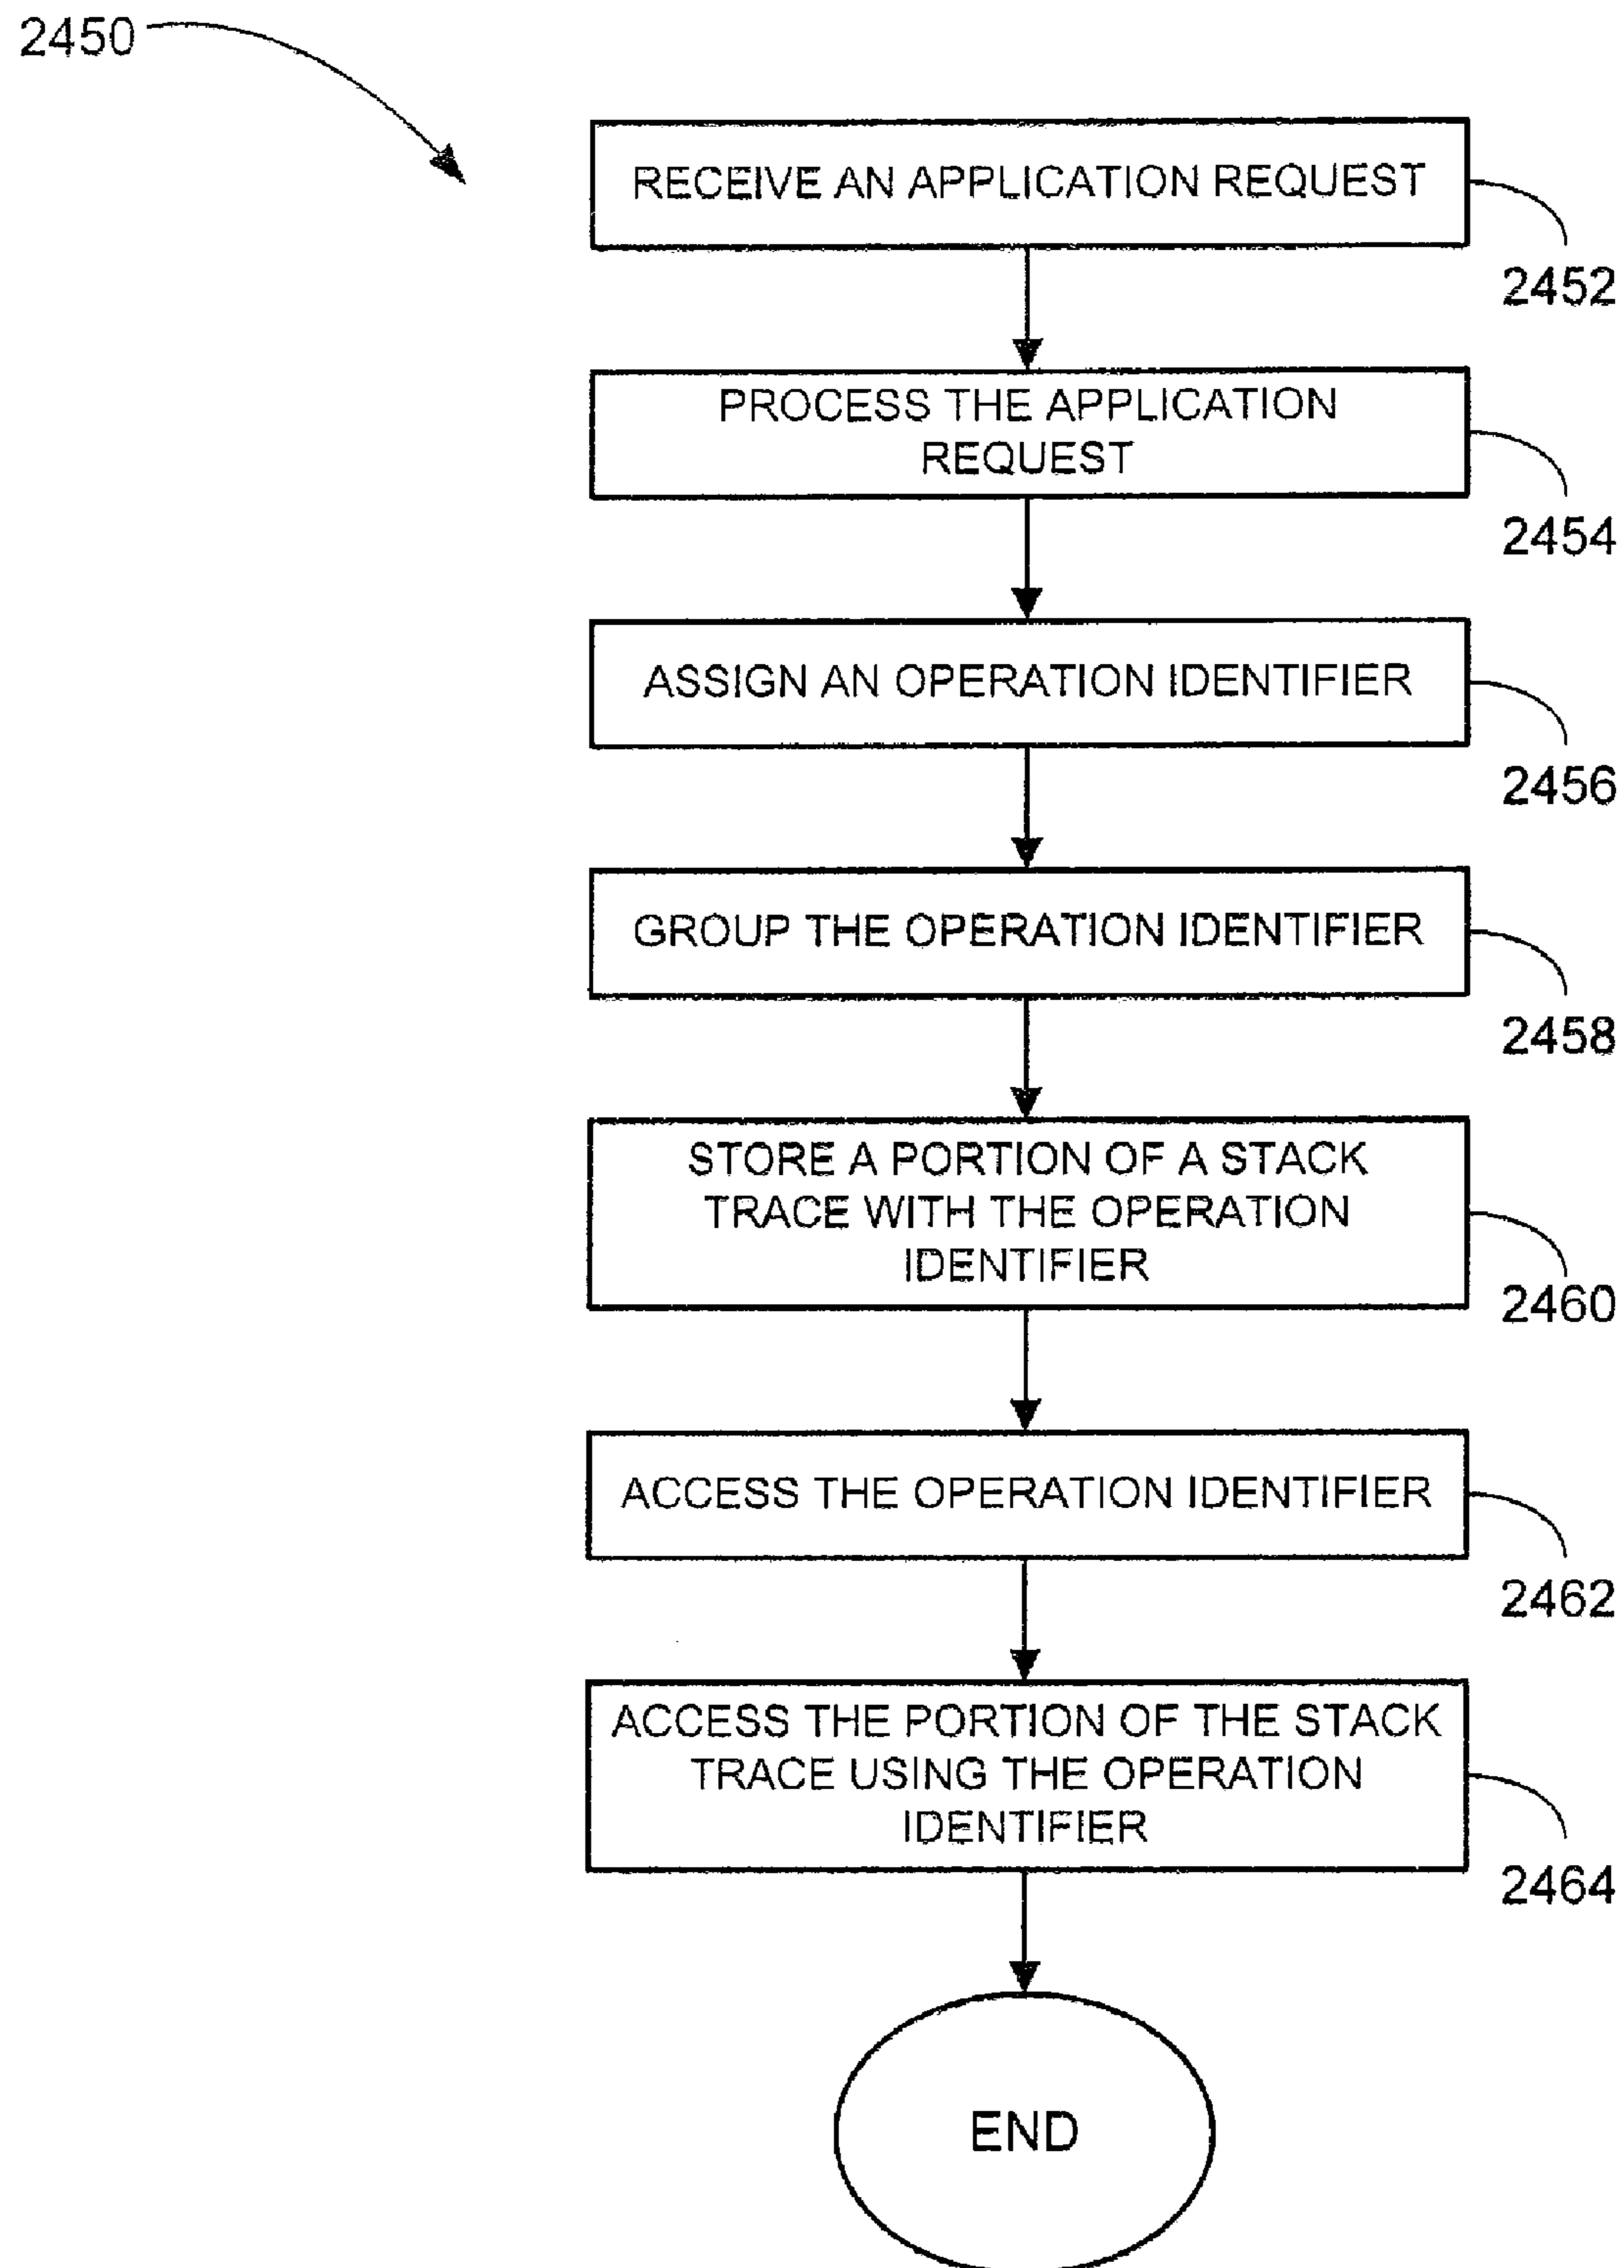 2450
RECEIVE AN APPLICATION REQUEST
2452
PROCESS THE APPLICATION
REQUEST
2454
ASSIGN AN OPERATION IDENTIFIER
2456
GROUP THE OPERATION IDENTIFIER
2458
STORE A PORTION OF A STACK
TRACE WITH THE OPERATION
IDENTIFIER
2460
ACCESS THE OPERATION IDENTIFIER
2462
ACCESS THE PORTION OF THE STACK
TRACE USING THE OPERATION
IDENTIFIER
2464
END